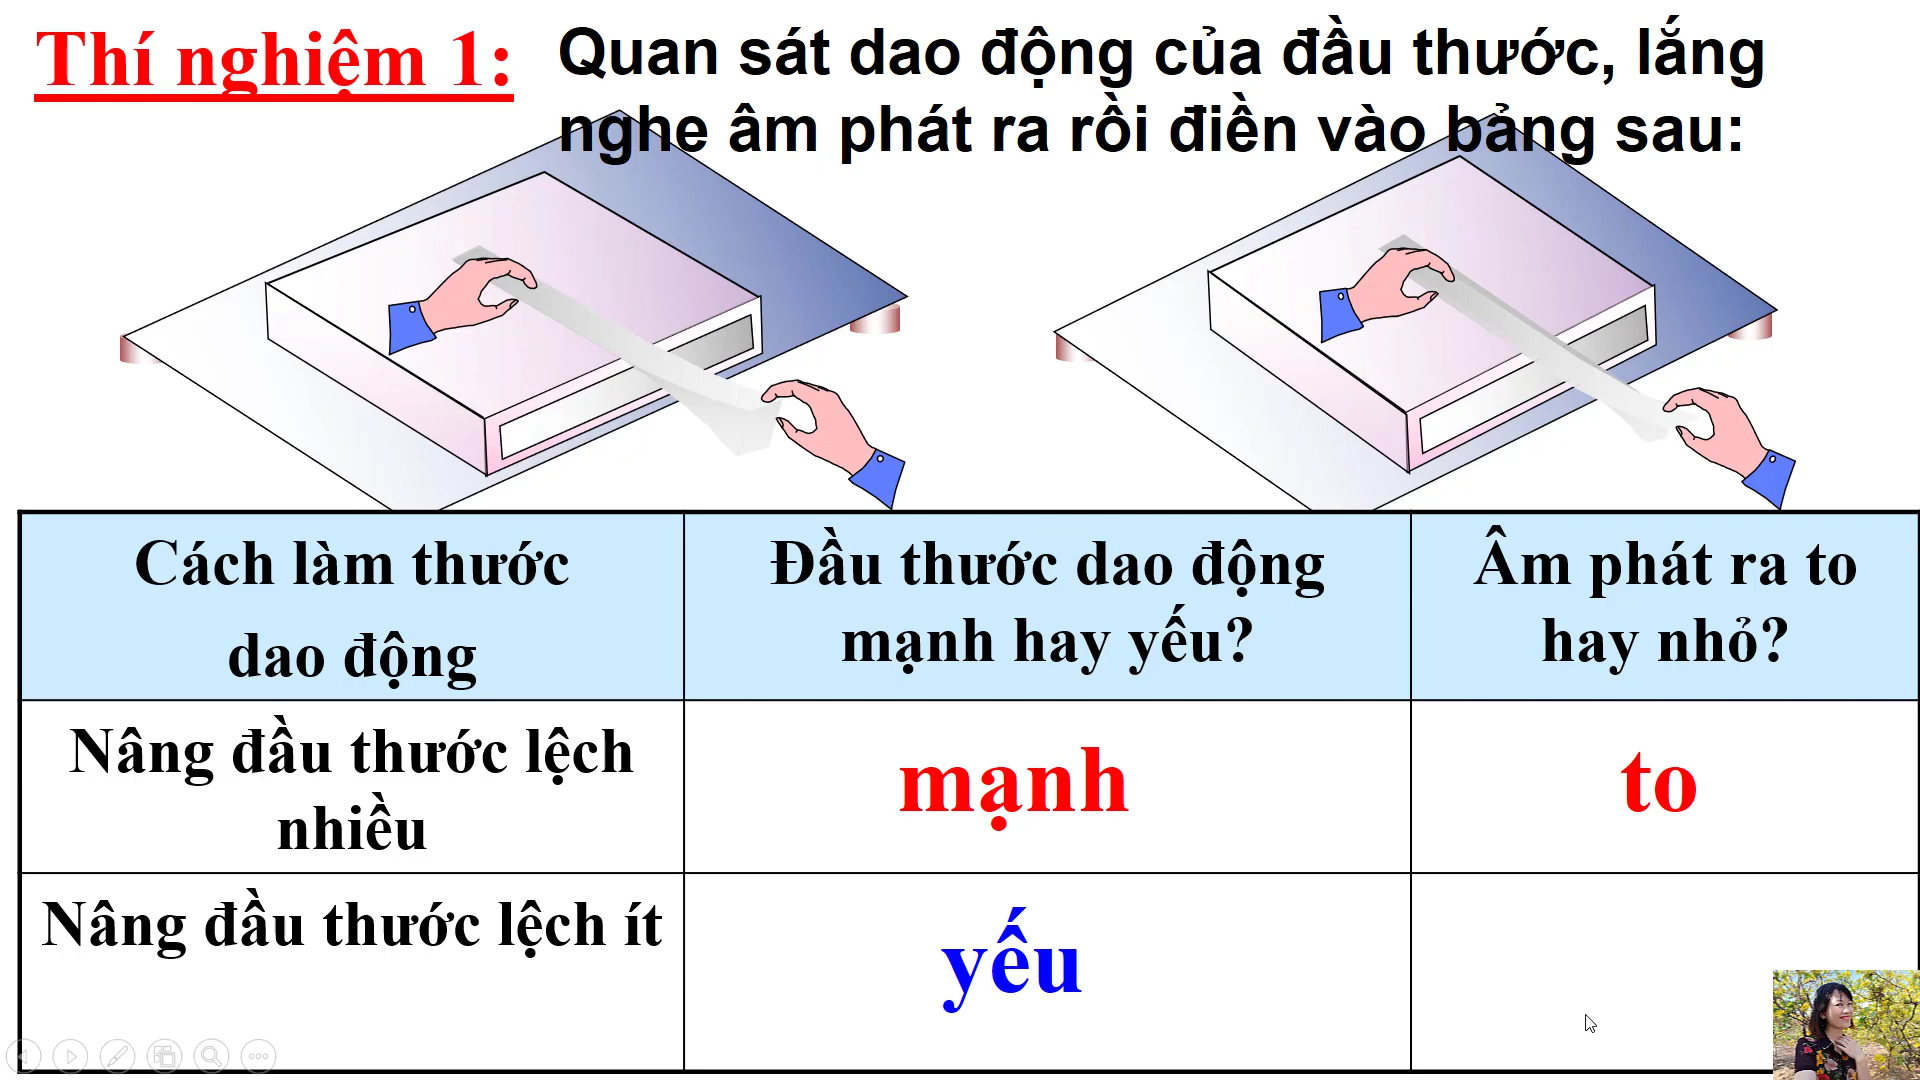 Thí nghiệm 1:
Quan sát dao động của đầu thước, lắng
nghe âm phát ra rồi điền vào bảng sau:
Cách làm thước
dao động
Đầu thước dao động
mạnh hay yếu?
Âm phát ra to
hay nhỏ?
Nâng đầu thước lệch
nhiều
mạnh
to
Nâng đầu thước lệch ít
yếu